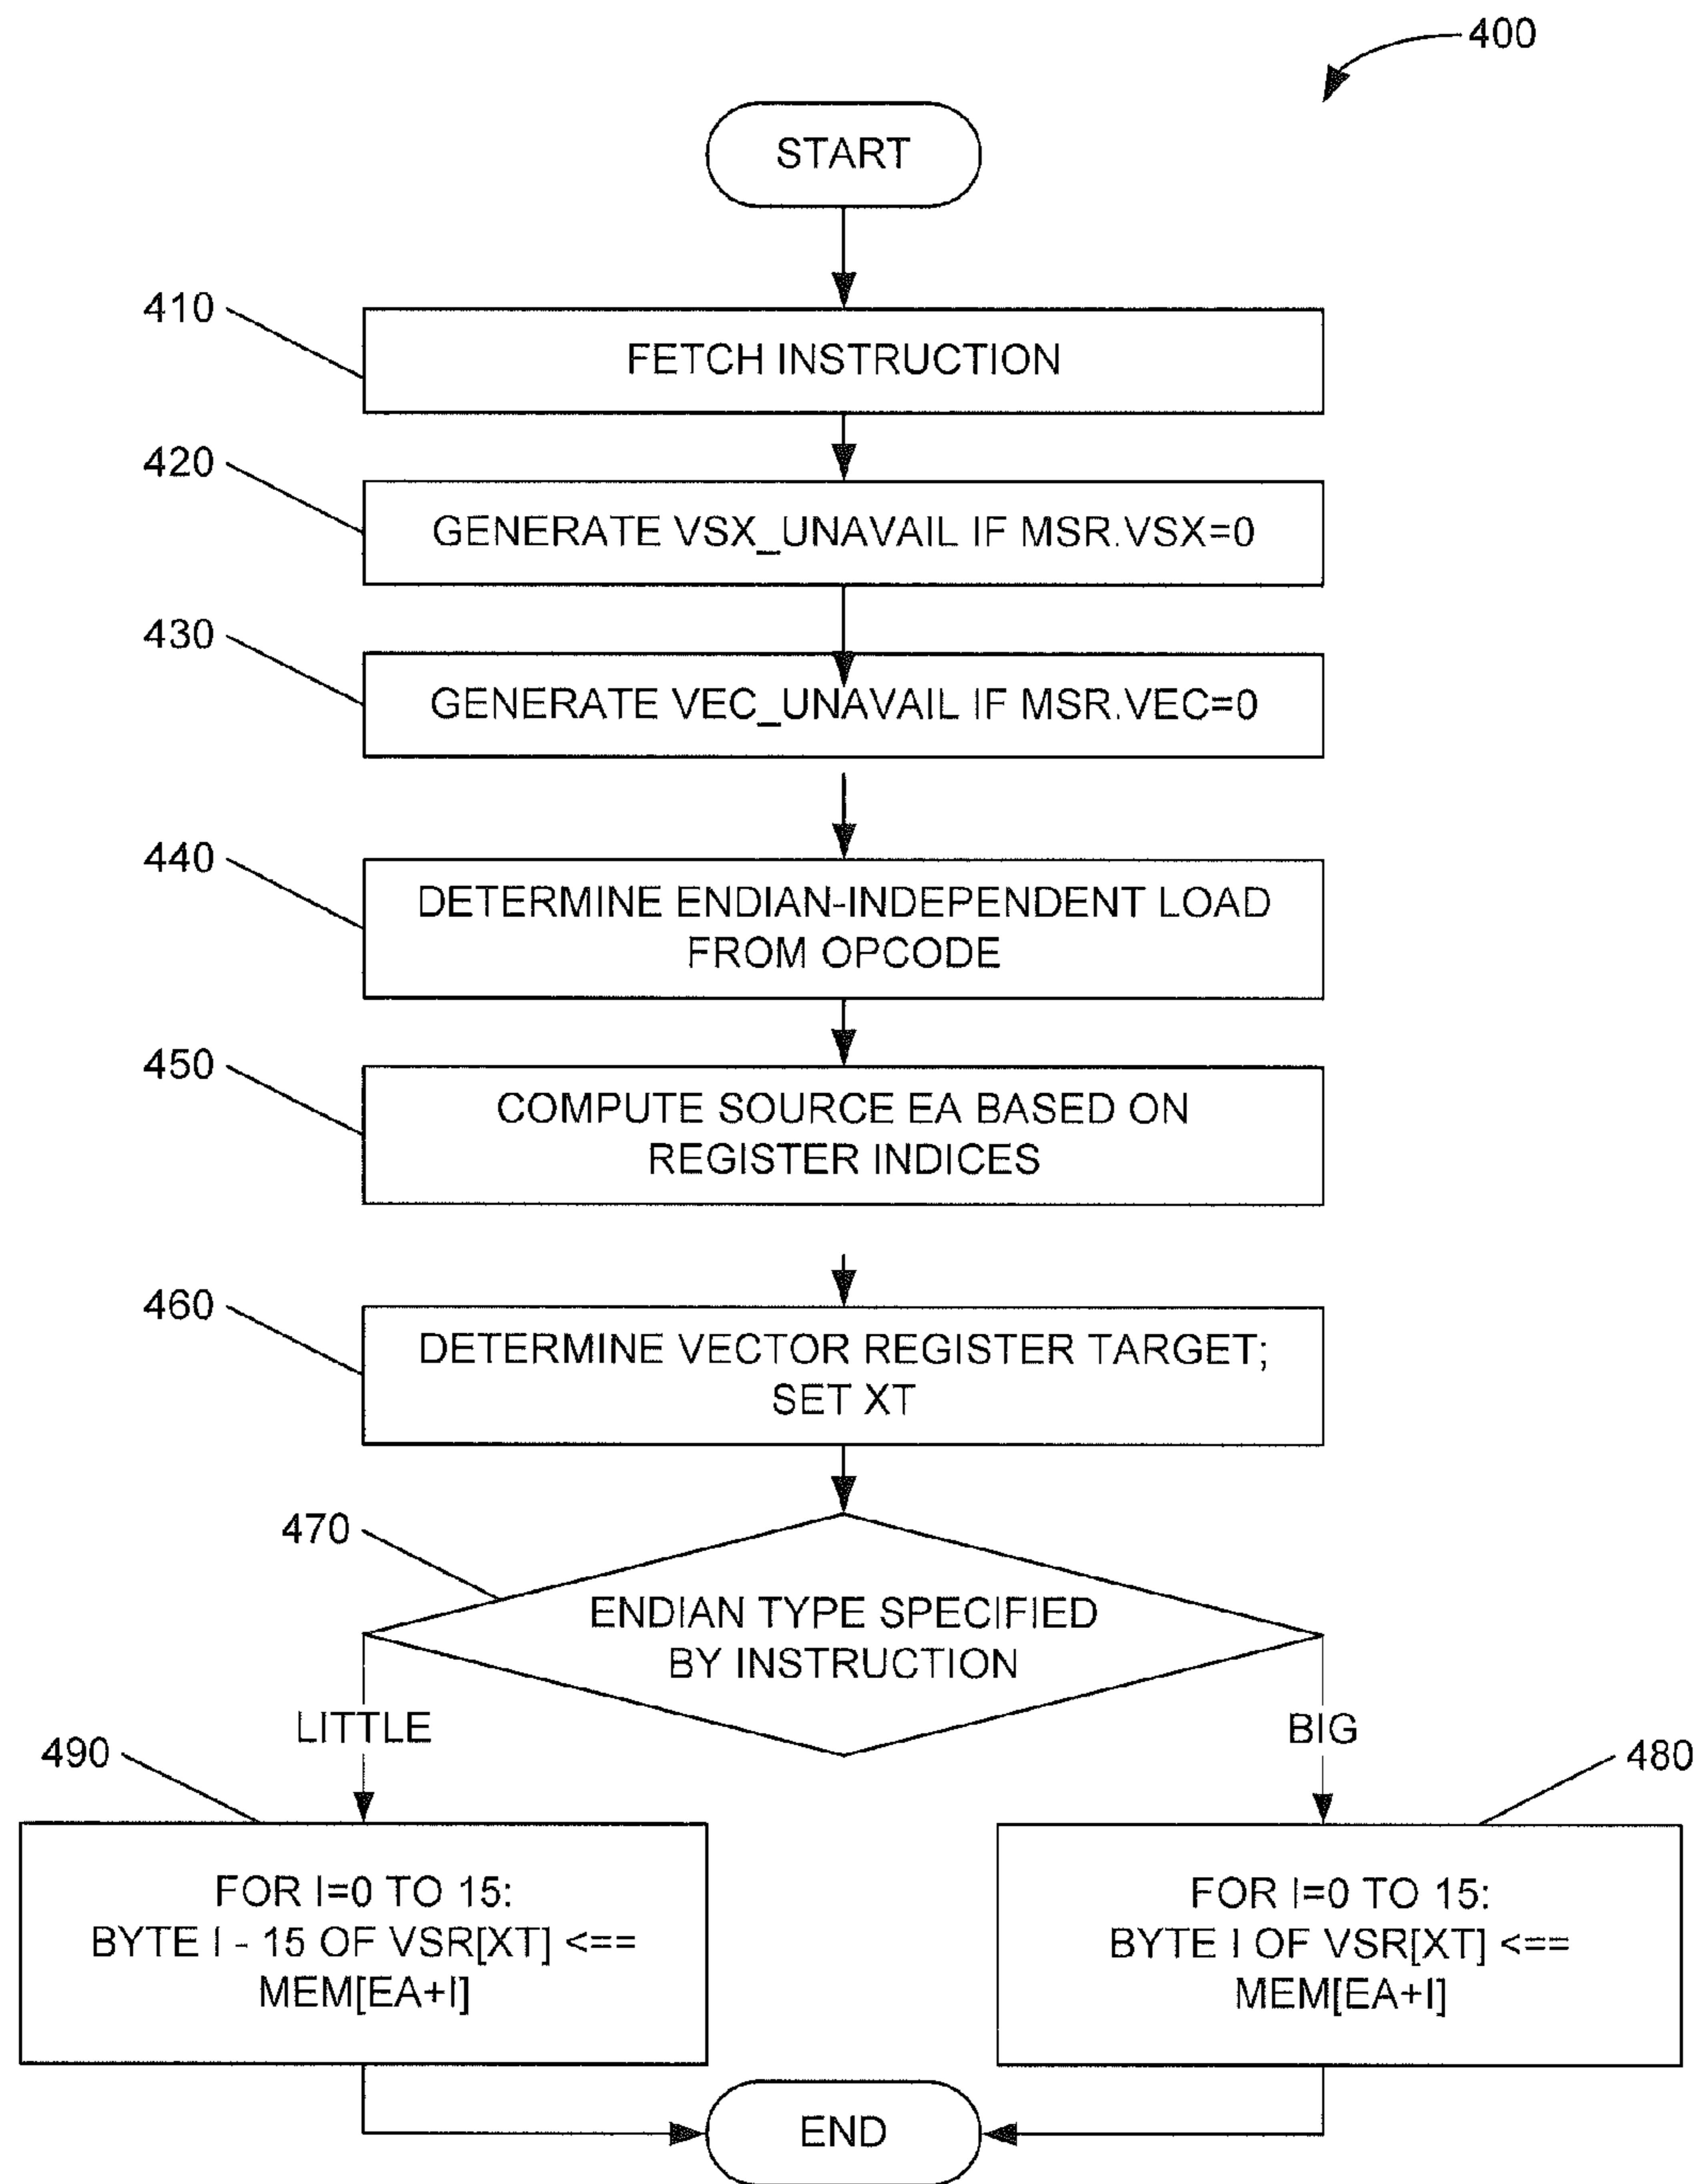 400
START
410
FETCH INSTRUCTION
420
GENERATE VSX_UNAVAIL IF MSR.VSX=0
430
GENERATE VEC_UNAVAIL IF MSR.VEC=0
440
DETERMINE ENDIAN-INDEPENDENT LOAD
FROM OPCODE
450
COMPUTE SOURCE EA BASED ON
REGISTER INDICES
460
DETERMINE VECTOR REGISTER TARGET;
SET XT
470
ENDIAN TYPE SPECIFIED
BY INSTRUCTION
LITTLE
BIG
490
480
FOR I=0 TO 15:
BYTE I - 15 OF VSR[XT] <==
MEM[EA+I]
FOR I=0 TO 15:
BYTE I OF VSR[XT] <==
MEM[EA+I]
END